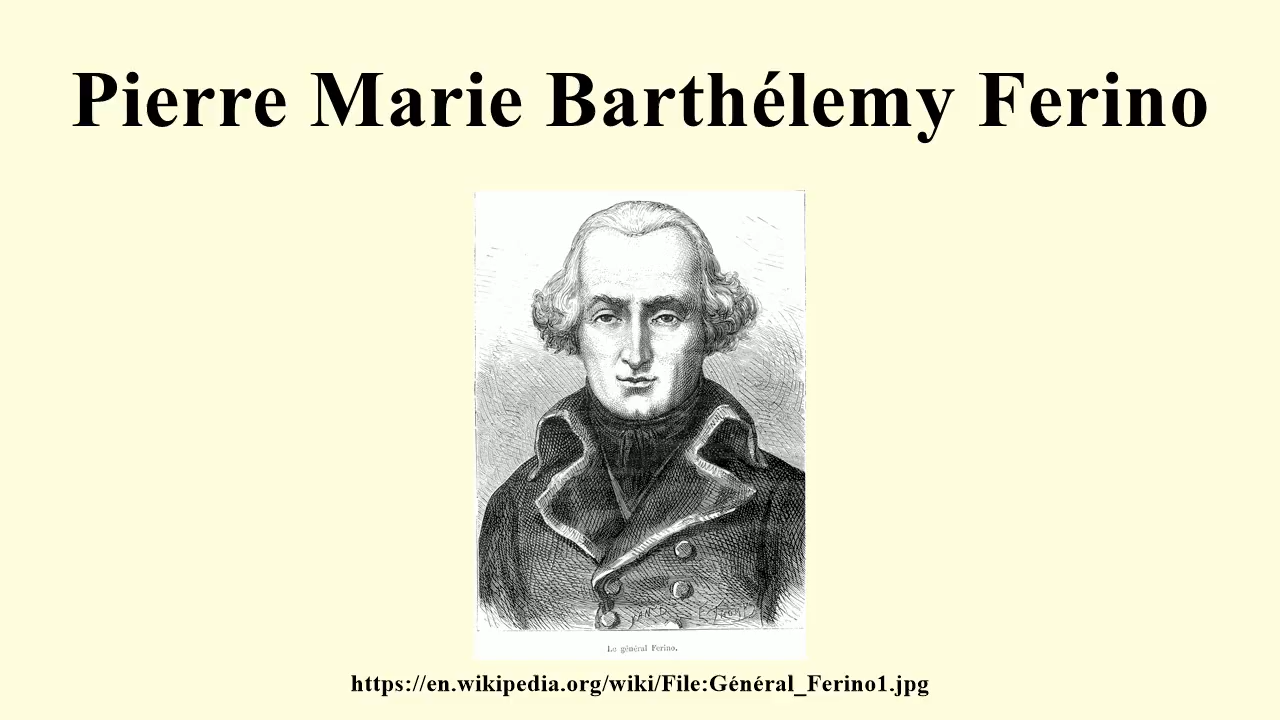 Pierre Marie Barthélemy Ferino
Le général Ferino.
https://en.wikipedia.org/wiki/File:Général_Ferino1.jpg